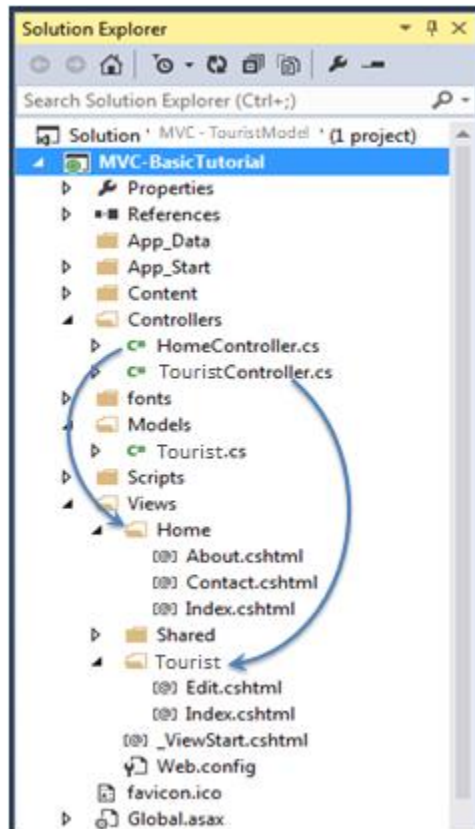 Solution Explorer
Search Solution Explorer (Ctrl+;)
Solution ' MVC - TouristModel ' (1 project)
MVC-BasicTutorial
Properties
References
App_Data
App_Start
Content
Controllers
C# HomeController.cs
C# TouristController.cs
fonts
Models
C# Tourist.cs
Scripts
Views
Home
[@] About.cshtml
[@] Contact.cshtml
[@] Index.cshtml
Shared
Tourist
[@] Edit.cshtml
[@] Index.cshtml
[@] _ViewStart.cshtml
Web.config
favicon.ico
Global.asax